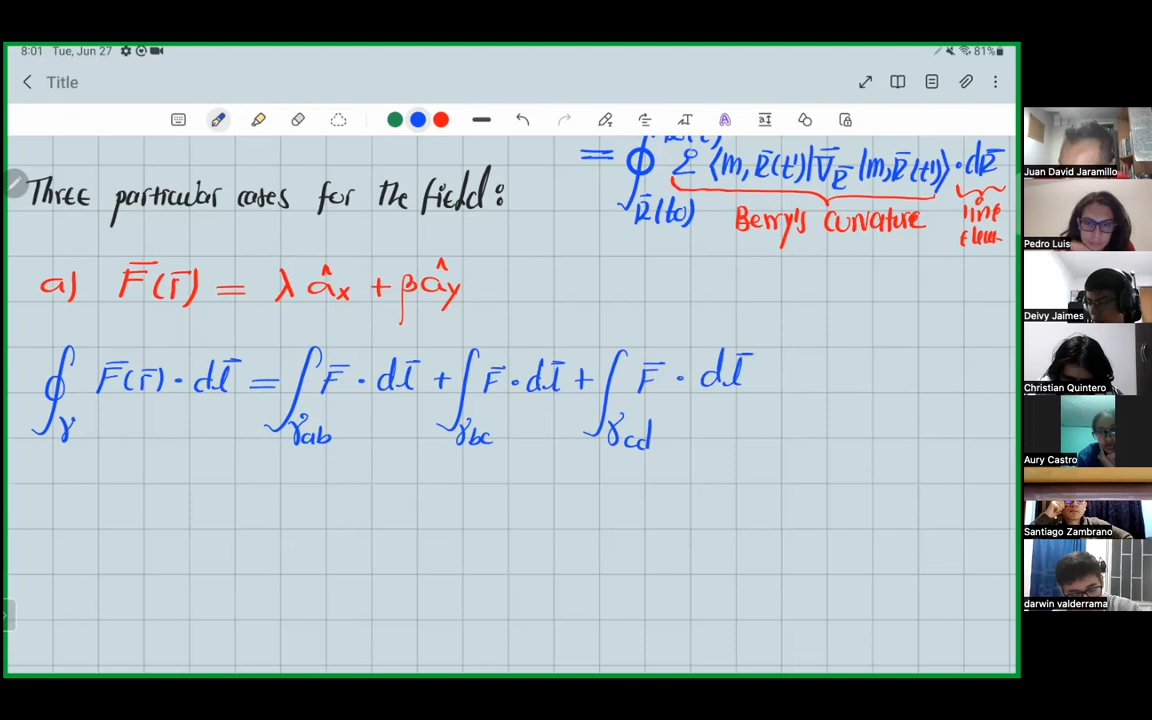 8:01 Tue, Jun 27 81%
Title
= ∮ Σ ⟨m, R̄(t')|∇̄_R̄ |m, R̄(t')⟩ · dR̄
R̄(to)
Berry's curvature
line
Three particular cases for the field:
a) F̄(r̄) = λ âx + β ây
∮γ F̄(r̄) · dl̄ = ∫γab F̄ · dl̄ + ∫γbc F̄ · dl̄ + ∫γcd F̄ · dl̄
Juan David Jaramillo
Pedro Luis
Deivy Jaimes
Christian Quintero
Aury Castro
Santiago Zambrano
darwin valderrama